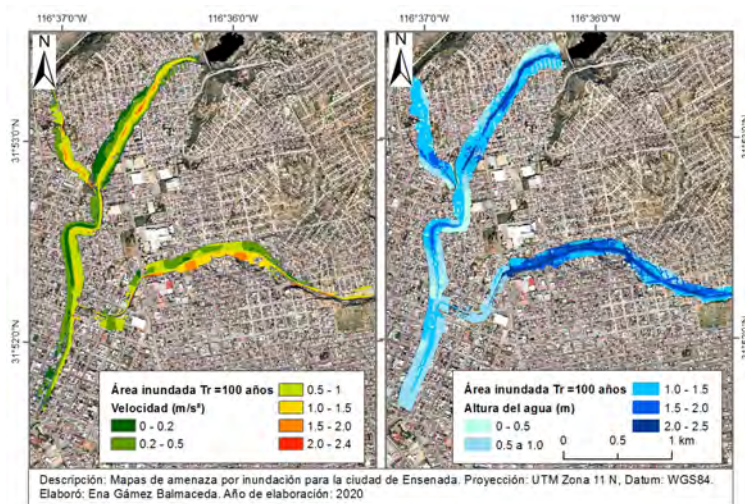 116°37'0"W 116°36'0"W 116°37'0"W 116°36'0"W
N N
31°53'0"N
31°52'0"N
Área inundada Tr =100 años
Velocidad (m/s²)
0 - 0.2
0.2 - 0.5
0.5 - 1
1.0 - 1.5
1.5 - 2.0
2.0 - 2.4
Área inundada Tr =100 años
Altura del agua (m)
0 - 0.5
0.5 a 1.0
1.0 - 1.5
1.5 - 2.0
2.0 - 2.5
0 0.5 1 km
Descripción: Mapas de amenaza por inundación para la ciudad de Ensenada. Proyección: UTM Zona 11 N, Datum: WGS84.
Elaboró: Ena Gámez Balmaceda. Año de elaboración: 2020